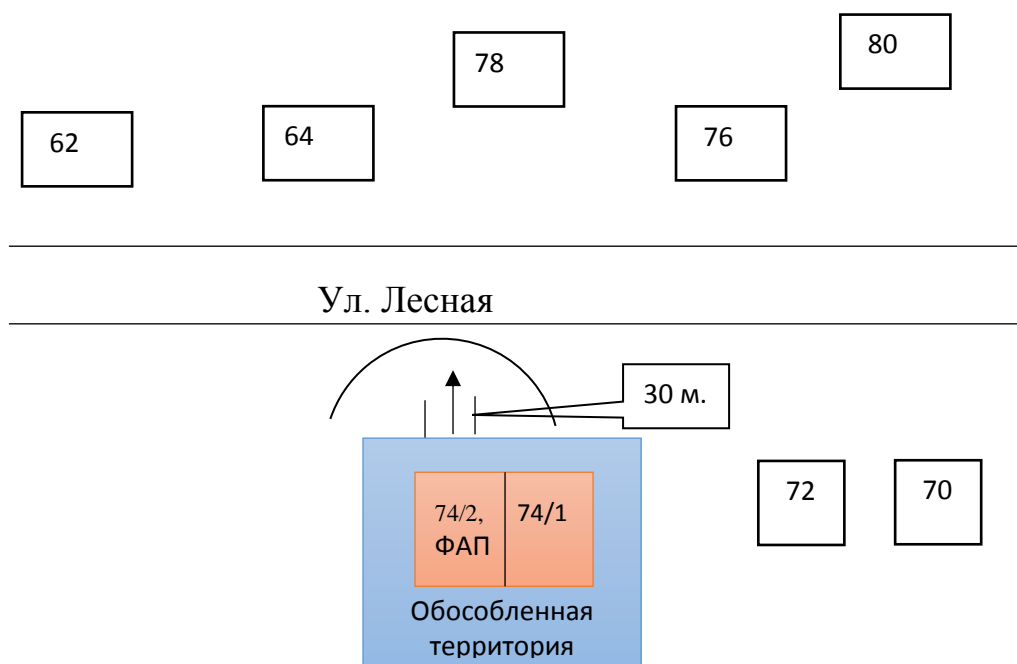 80
78
62
64
76
Ул. Лесная
30 м.
72
70
74/2,
ФАП
74/1
Обособленная
территория